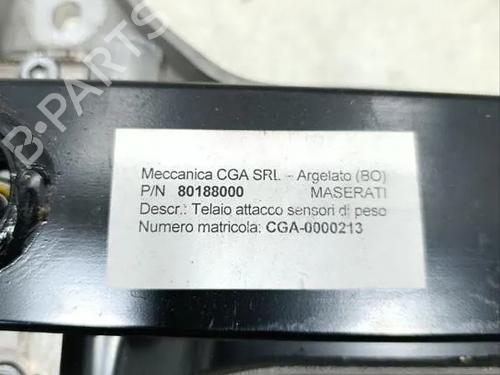 B-PARTS
Meccanica CGA SRL - Argelato (BO)
P/N 80188000 MASERATI
Descr.: Telaio attacco sensori di peso
Numero matricola: CGA-0000213